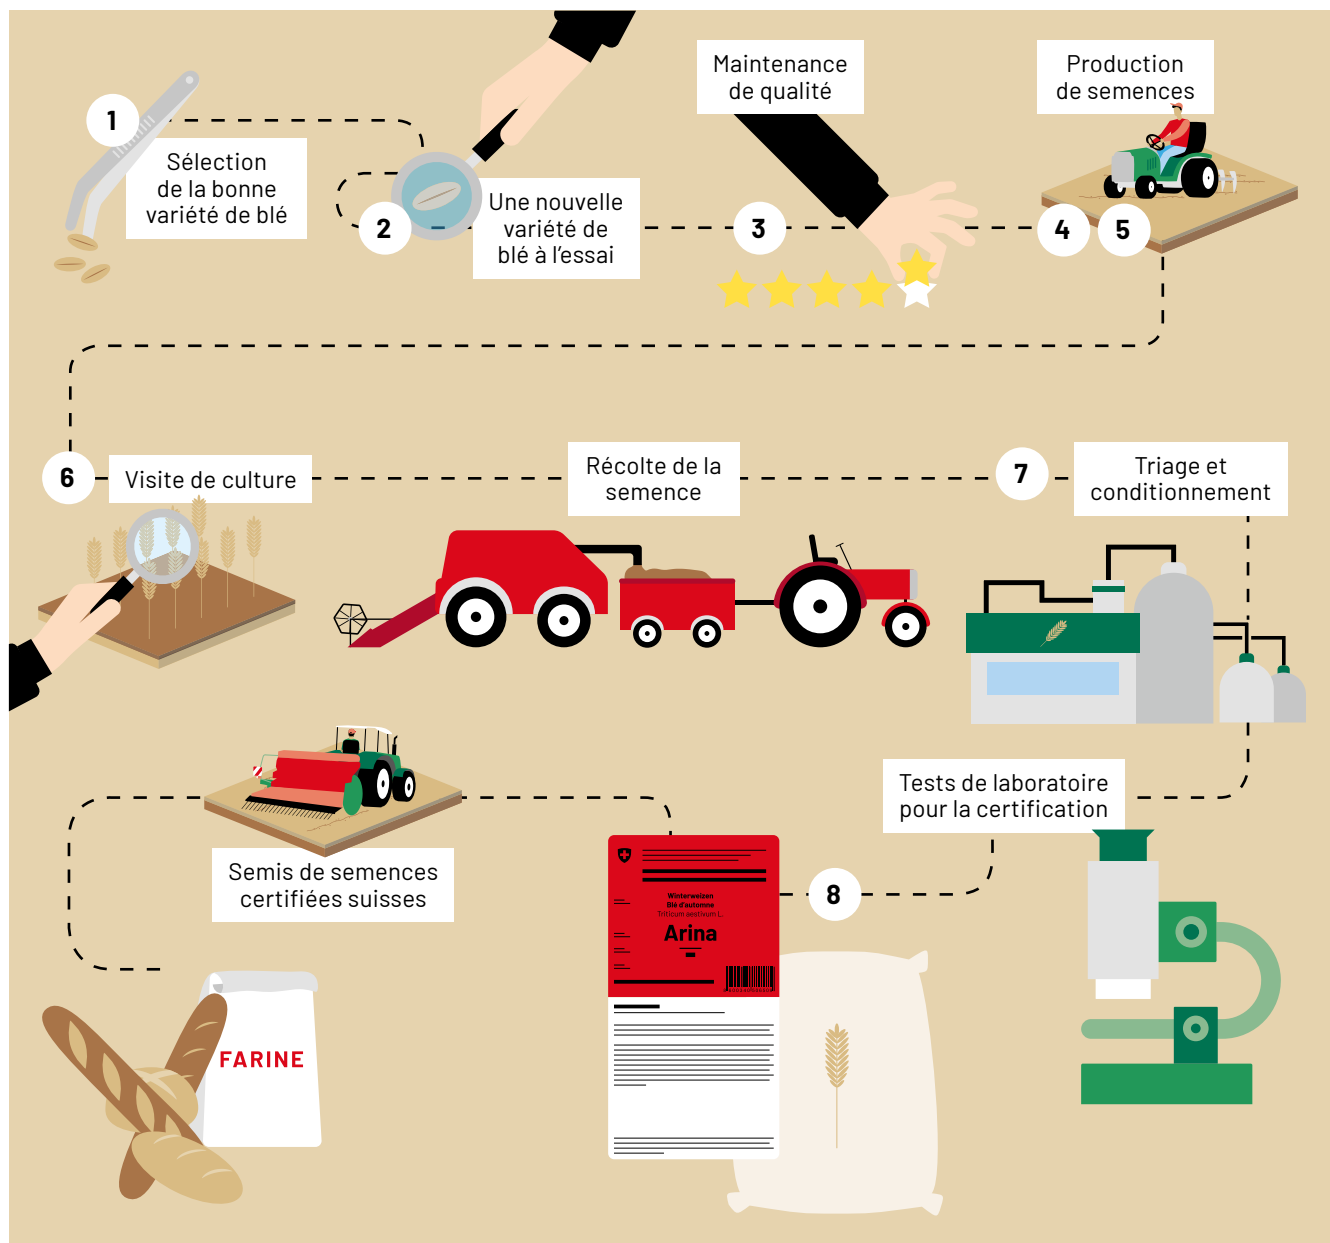 1
Sélection
de la bonne
variété de blé
2
Une nouvelle
variété de
blé à l'essai
Maintenance
de qualité
3
Production
de semences
4
5
6
Visite de culture
Récolte de la
semence
7
Triage et
conditionnement
Tests de laboratoire
pour la certification
8
Winterweizen
Blé d'automne
Triticum aestivum L.
Arina
Semis de semences
certifiées suisses
FARINE